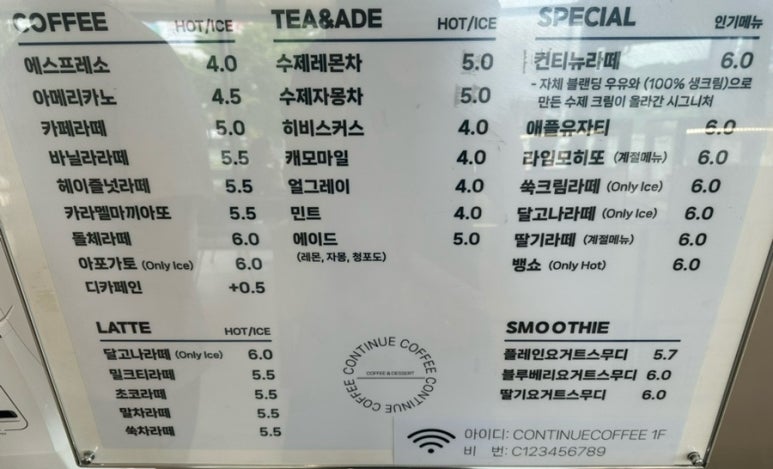 COFFEE HOT/ICE
에스프레소 4.0
아메리카노 4.5
카페라떼 5.0
바닐라라떼 5.5
헤이즐넛라떼 5.5
카라멜마끼아또 5.5
돌체라떼 6.0
아포가토 (Only Ice) 6.0
디카페인 +0.5
LATTE HOT/ICE
달고나라떼 (Only Ice) 6.0
밀크티라떼 5.5
초코라떼 5.5
말차라떼 5.5
쑥차라떼 5.5
TEA&ADE HOT/ICE
수제레몬차 5.0
수제자몽차 5.0
히비스커스 4.0
캐모마일 4.0
얼그레이 4.0
민트 4.0
에이드 5.0
(레몬, 자몽, 청포도)
CONTINUE COFFEE CONTINUE COFFEE
COFFEE & DESSERT
SPECIAL 인기메뉴
컨티뉴라떼 6.0
- 자체 블랜딩 우유와 (100% 생크림)으로
만든 수제 크림이 올라간 시그니처
애플유자티 6.0
라임모히또 (계절메뉴) 6.0
쑥크림라떼 (Only Ice) 6.0
달고나라떼 (Only Ice) 6.0
딸기라떼 (계절메뉴) 6.0
뱅쇼 (Only Hot) 6.0
SMOOTHIE
플레인요거트스무디 5.7
블루베리요거트스무디 6.0
딸기요거트스무디 6.0
아이디: CONTINUECOFFEE 1F
비 번: C123456789